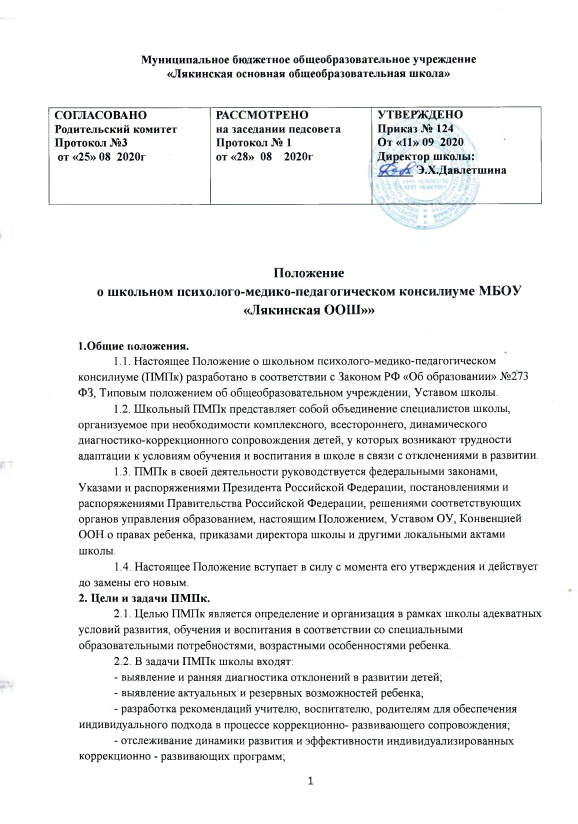 Муниципальное бюджетное общеобразовательное учреждение
«Лякинская основная общеобразовательная школа»
СОГЛАСОВАНО
Родительский комитет
Протокол №3
от «25» 08 2020г
РАССМОТРЕНО
на заседании педсовета
Протокол № 1
от «28» 08 2020г
УТВЕРЖДЕНО
Приказ № 124
От «11» 09 2020
Директор школы:
Э.Х.Давлетшина
Положение
о школьном психолого-медико-педагогическом консилиуме МБОУ
«Лякинская ООШ»»
1.Общие положения.
1.1. Настоящее Положение о школьном психолого-медико-педагогическом
консилиуме (ПМПк) разработано в соответствии с Законом РФ «Об образовании» №273
ФЗ, Типовым положением об общеобразовательном учреждении, Уставом школы.
1.2. Школьный ПМПк представляет собой объединение специалистов школы,
организуемое при необходимости комплексного, всестороннего, динамического
диагностико-коррекционного сопровождения детей, у которых возникают трудности
адаптации к условиям обучения и воспитания в школе в связи с отклонениями в развитии.
1.3. ПМПк в своей деятельности руководствуется федеральными законами,
Указами и распоряжениями Президента Российской Федерации, постановлениями и
распоряжениями Правительства Российской Федерации, решениями соответствующих
органов управления образованием, настоящим Положением, Уставом ОУ, Конвенцией
ООН о правах ребенка, приказами директора школы и другими локальными актами
школы.
1.4. Настоящее Положение вступает в силу с момента его утверждения и действует
до замены его новым.
2. Цели и задачи ПМПк.
2.1. Целью ПМПк является определение и организация в рамках школы адекватных
условий развития, обучения и воспитания в соответствии со специальными
образовательными потребностями, возрастными особенностями ребенка.
2.2. В задачи ПМПк школы входят:
- выявление и ранняя диагностика отклонений в развитии детей;
- выявление актуальных и резервных возможностей ребенка;
- разработка рекомендаций учителю, воспитателю, родителям для обеспечения
индивидуального подхода в процессе коррекционно- развивающего сопровождения;
- отслеживание динамики развития и эффективности индивидуализированных
коррекционно - развивающих программ;
1